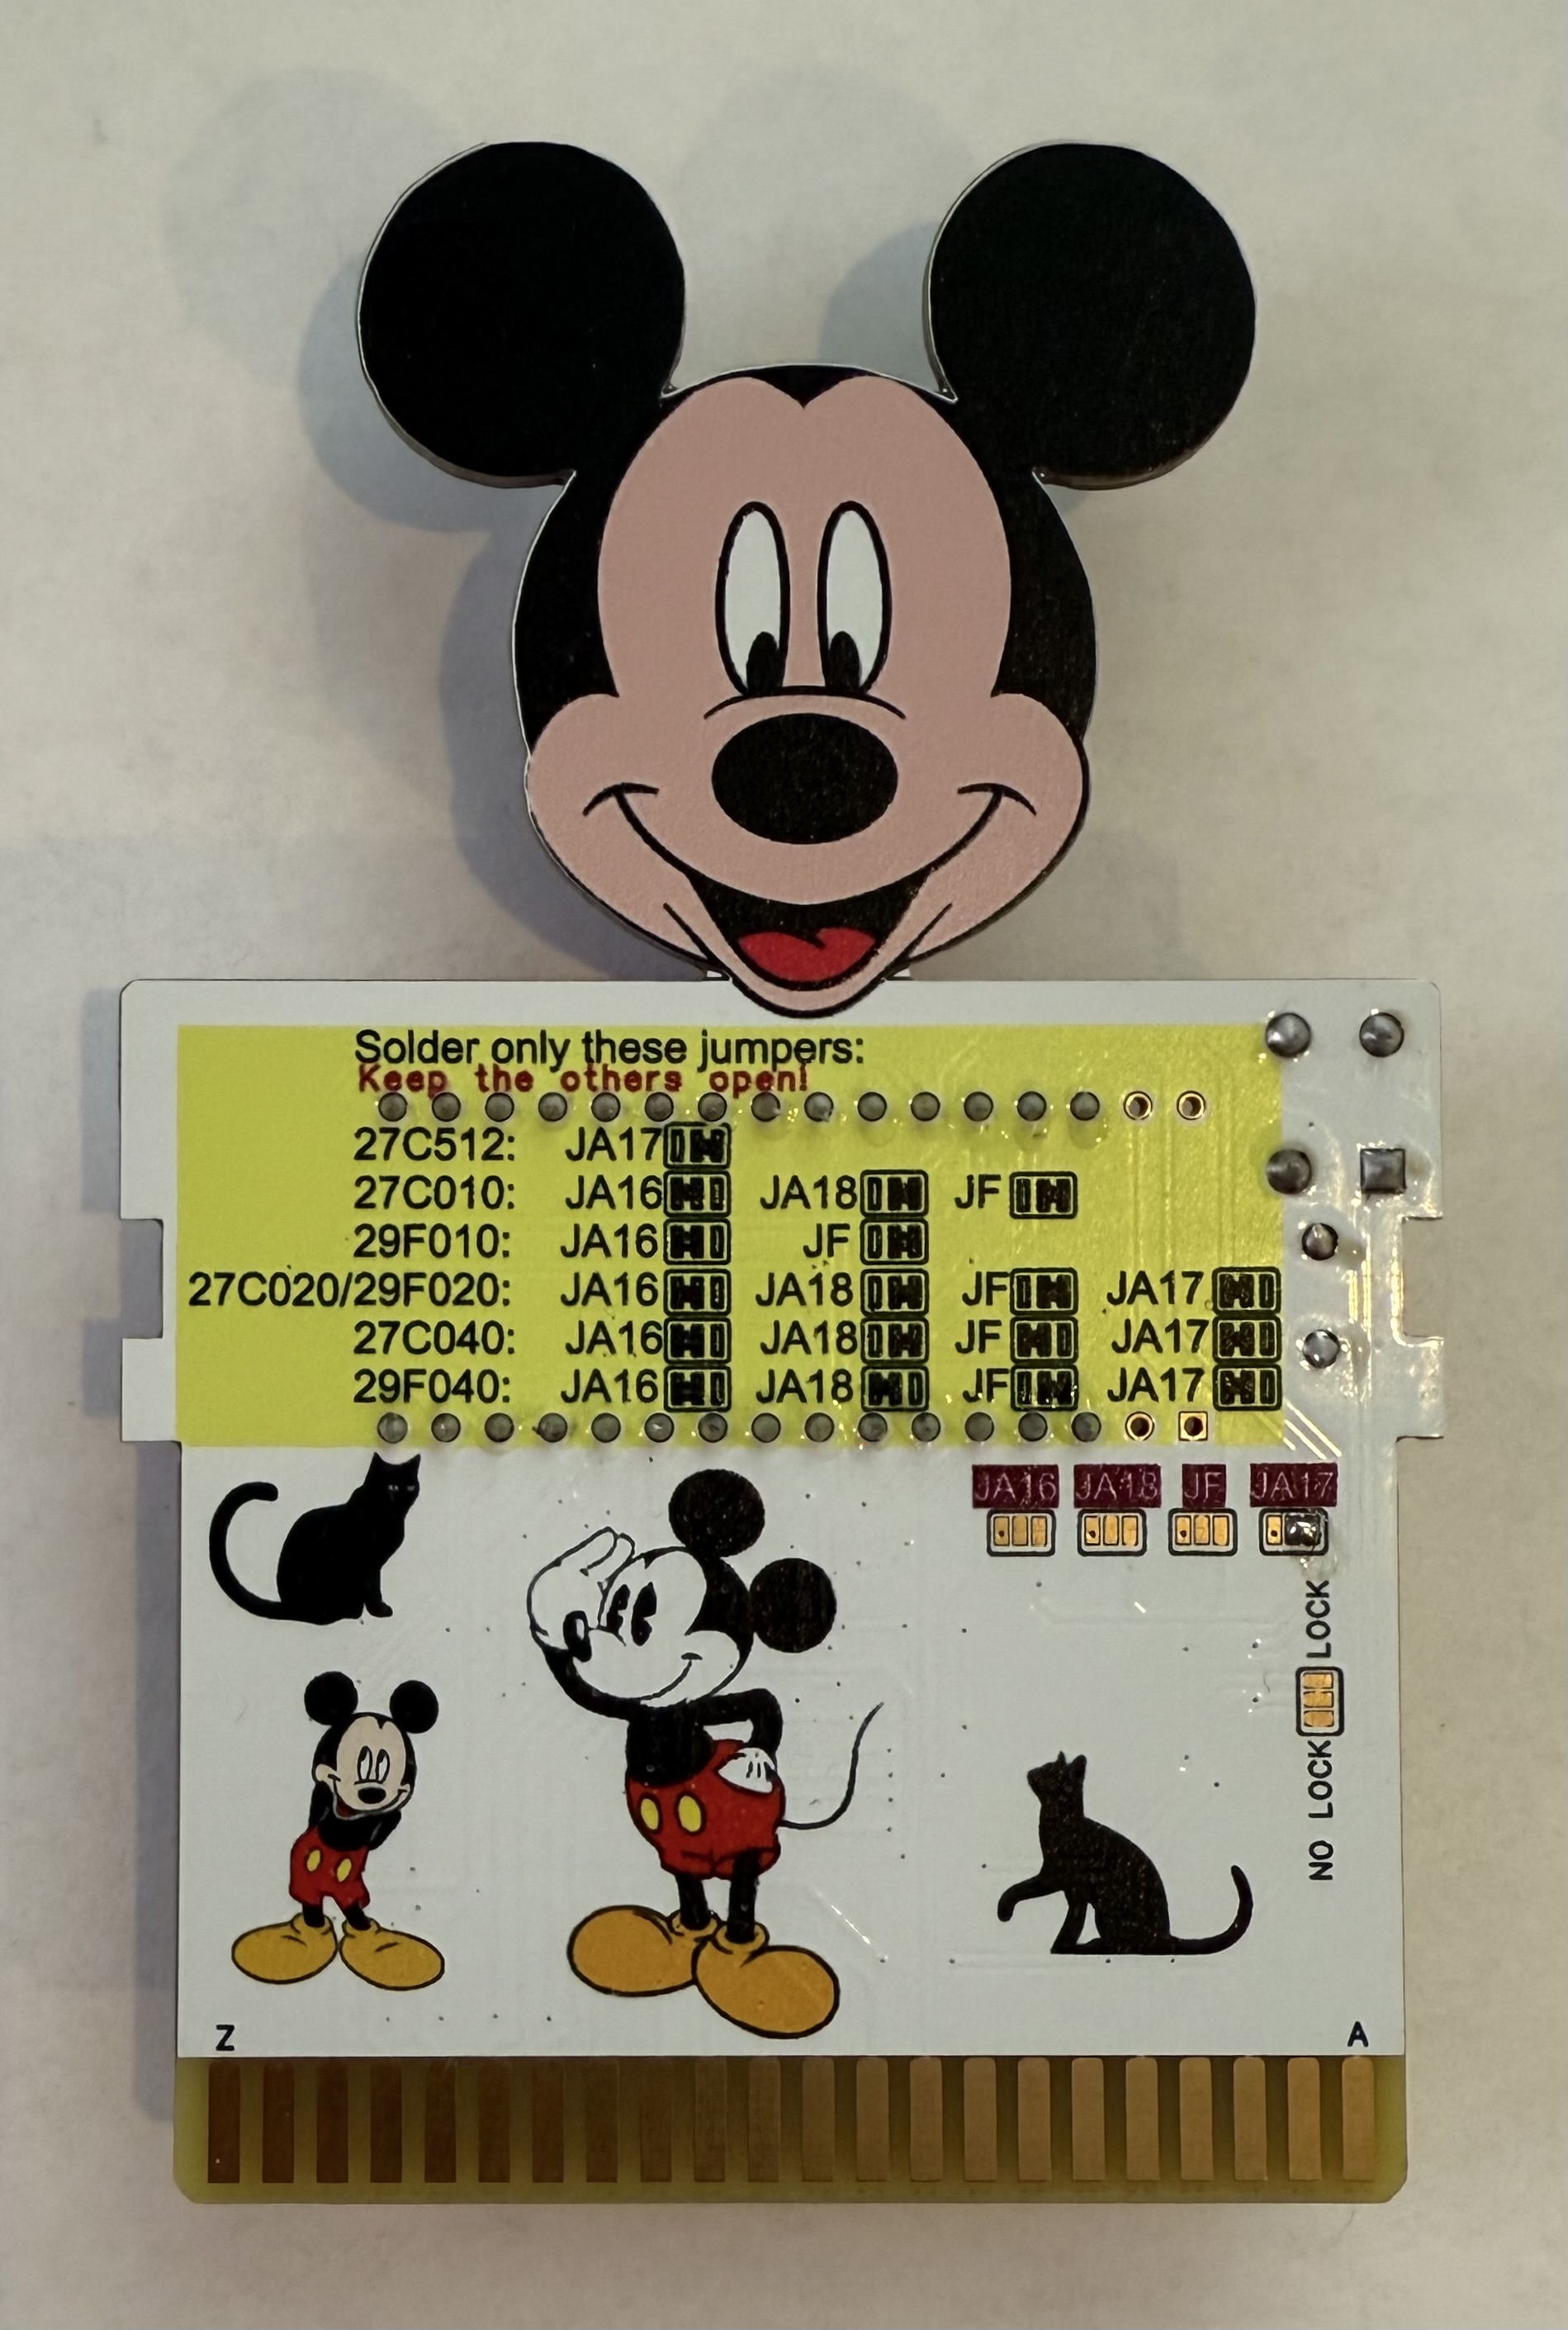 Solder only these jumpers:
Keep the others open!
27C512: JA17
27C010: JA16 JA18 JF
29F010: JA16 JF
27C020/29F020: JA16 JA18 JF JA17
27C040: JA16 JA18 JF JA17
29F040: JA16 JA18 JF JA17
JA16 JA18 JF JA17
LOCK
NO LOCK
Z A